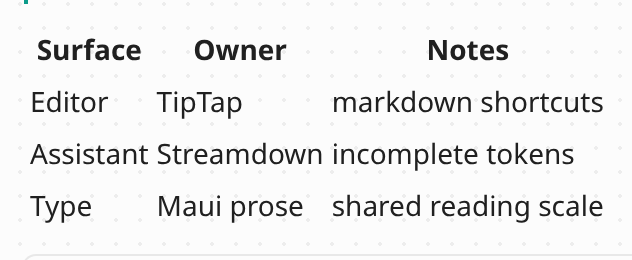 Surface Owner Notes
Editor TipTap markdown shortcuts
Assistant Streamdown incomplete tokens
Type Maui prose shared reading scale